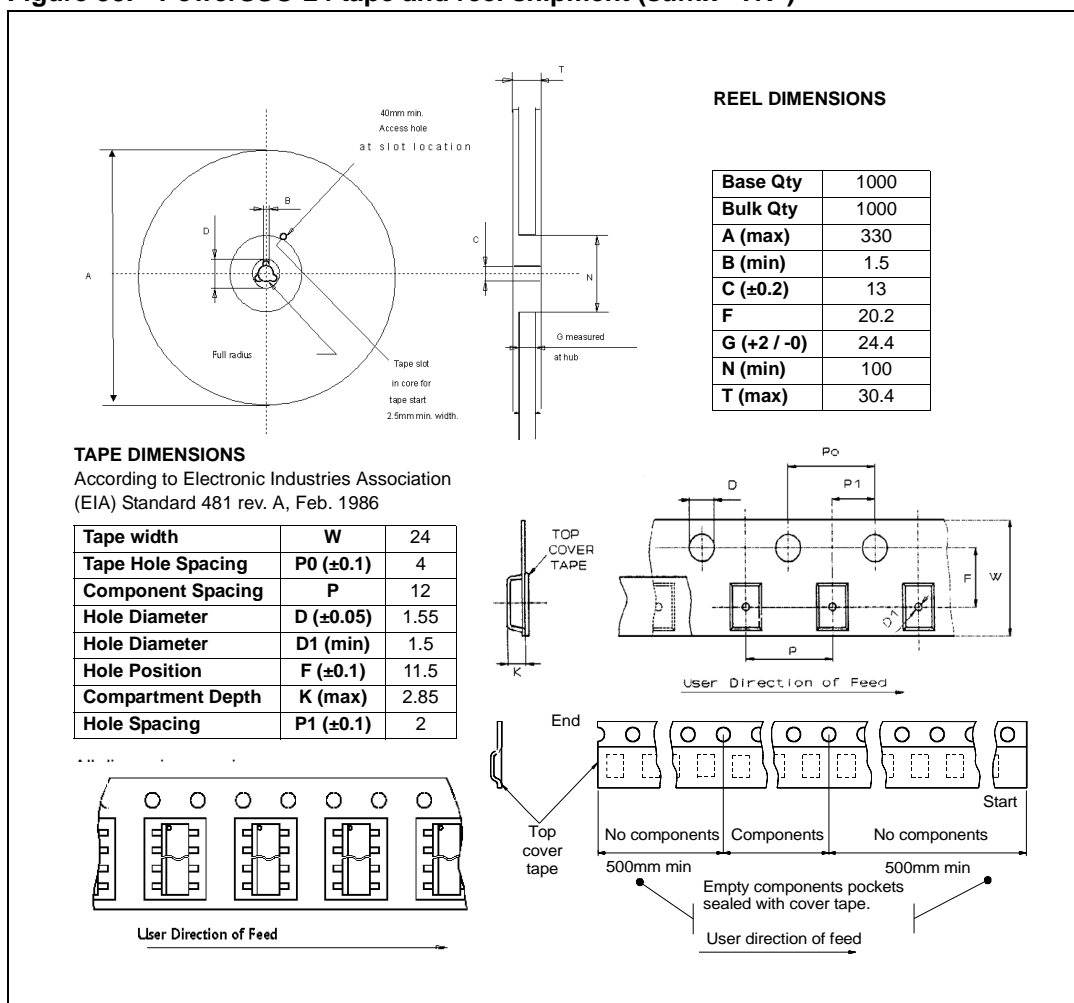 REEL DIMENSIONS
T
40mm min.
Access hole
at slot location
B
D
C
A
N
G measured
at hub
Full radius
Tape slot
in core for
tape start
2.5mm min. width.
Base Qty 1000
Bulk Qty 1000
A (max) 330
B (min) 1.5
C (±0.2) 13
F 20.2
G (+2 / -0) 24.4
N (min) 100
T (max) 30.4
TAPE DIMENSIONS
According to Electronic Industries Association
(EIA) Standard 481 rev. A, Feb. 1986
Tape width W 24
Tape Hole Spacing P0 (±0.1) 4
Component Spacing P 12
Hole Diameter D (±0.05) 1.55
Hole Diameter D1 (min) 1.5
Hole Position F (±0.1) 11.5
Compartment Depth K (max) 2.85
Hole Spacing P1 (±0.1) 2
TOP
COVER
TAPE
K
Po
D
P1
F
W
D1
P
User Direction of Feed
End
Start
Top
cover
tape
No components Components No components
500mm min 500mm min
Empty components pockets
sealed with cover tape.
User direction of feed
User Direction of Feed